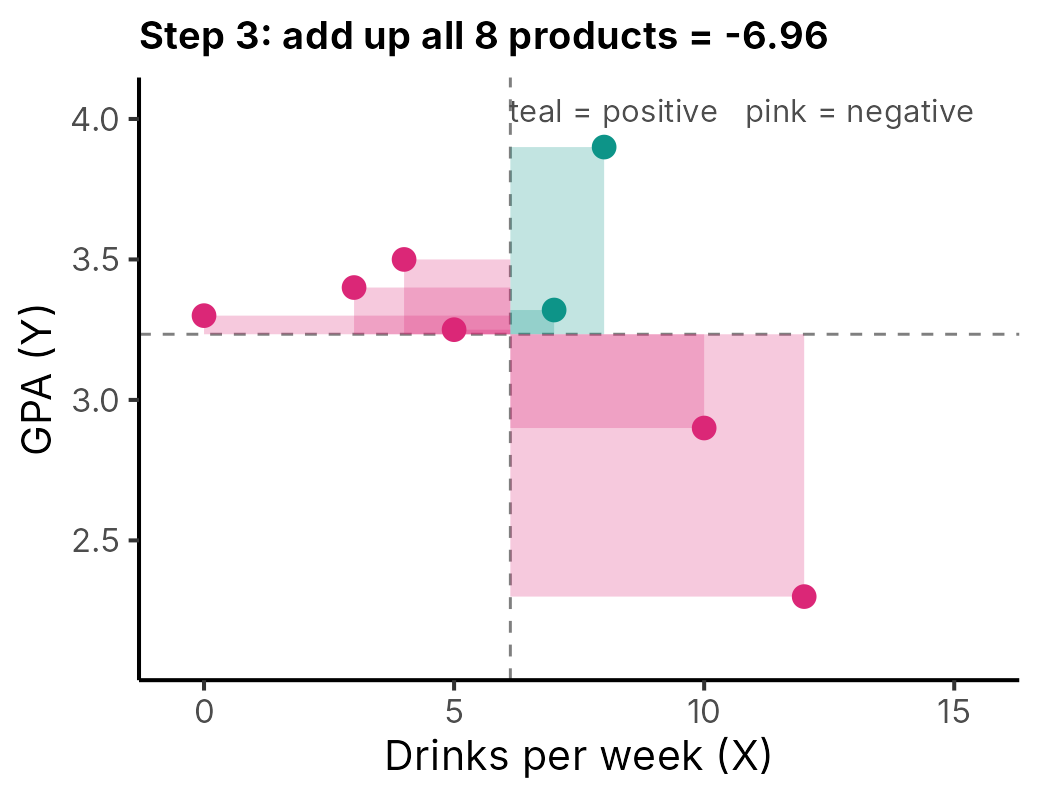 Step 3: add up all 8 products = -6.96
teal = positive   pink = negative
4.0
3.5
3.0
2.5
GPA (Y)
0
5
10
15
Drinks per week (X)